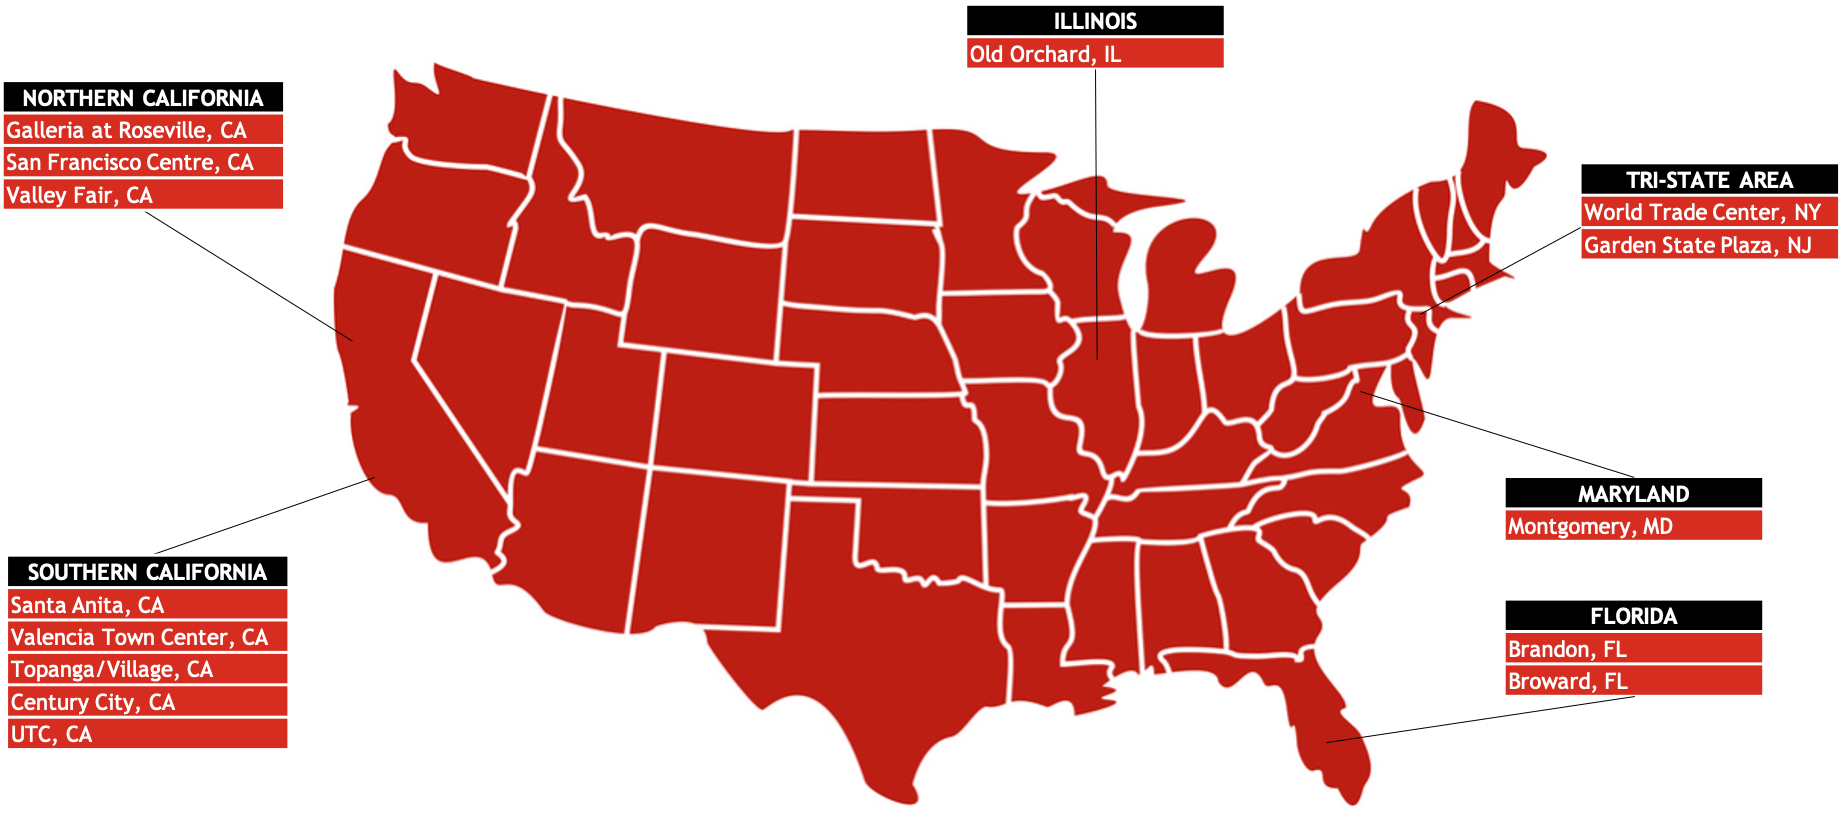 ILLINOIS
Old Orchard, IL
NORTHERN CALIFORNIA
Galleria at Roseville, CA
San Francisco Centre, CA
Valley Fair, CA
TRI-STATE AREA
World Trade Center, NY
Garden State Plaza, NJ
MARYLAND
Montgomery, MD
SOUTHERN CALIFORNIA
Santa Anita, CA
Valencia Town Center, CA
Topanga/Village, CA
Century City, CA
UTC, CA
FLORIDA
Brandon, FL
Broward, FL